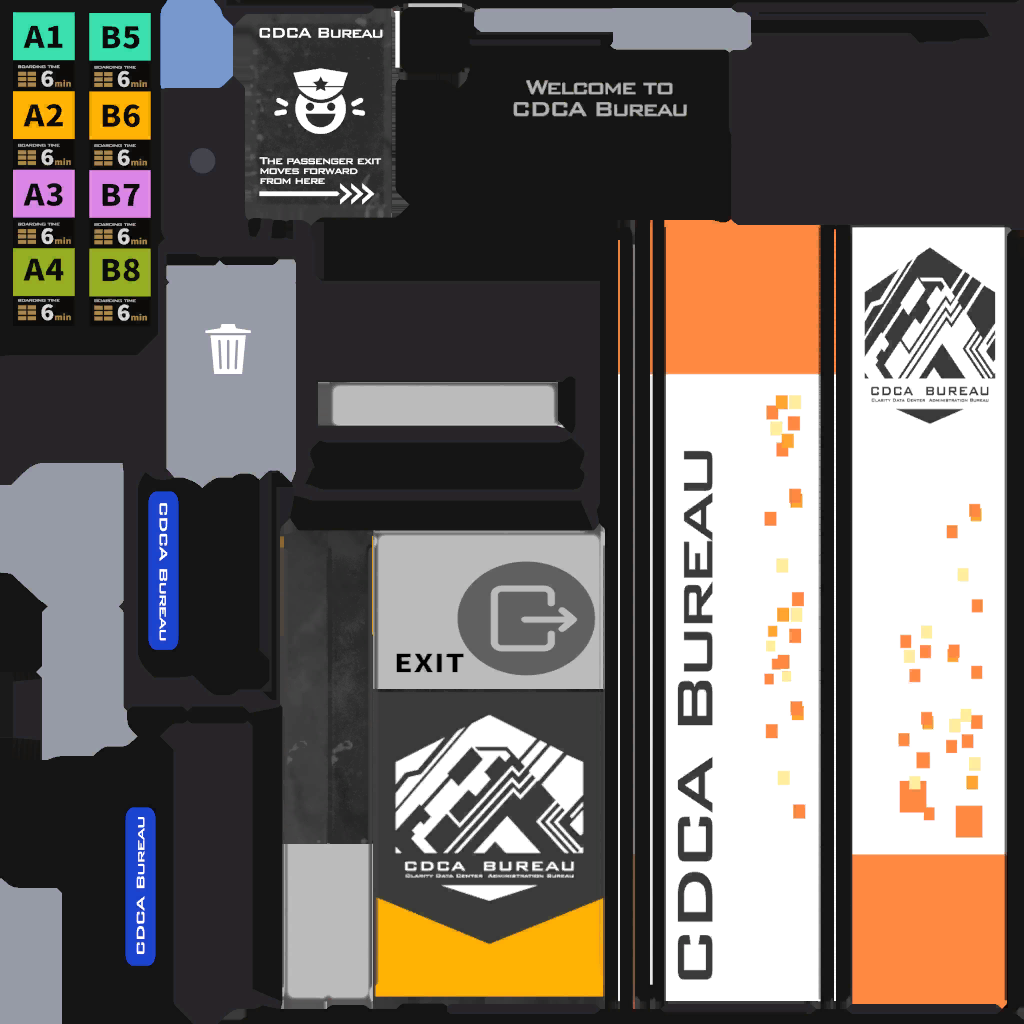 A1
BOARDING TIME
6min
A2
BOARDING TIME
6min
A3
BOARDING TIME
6min
A4
BOARDING TIME
6min
B5
BOARDING TIME
6min
B6
BOARDING TIME
6min
B7
BOARDING TIME
6min
B8
BOARDING TIME
6min
CDCA BUREAU
THE PASSENGER EXIT
MOVES FORWARD
FROM HERE
WELCOME TO
CDCA BUREAU
CDCA BUREAU
CDCA BUREAU
EXIT
CDCA BUREAU
CLARITY DATA CENTER ADMINISTRATION BUREAU
CDCA BUREAU
CDCA BUREAU
CLARITY DATA CENTER ADMINISTRATION BUREAU